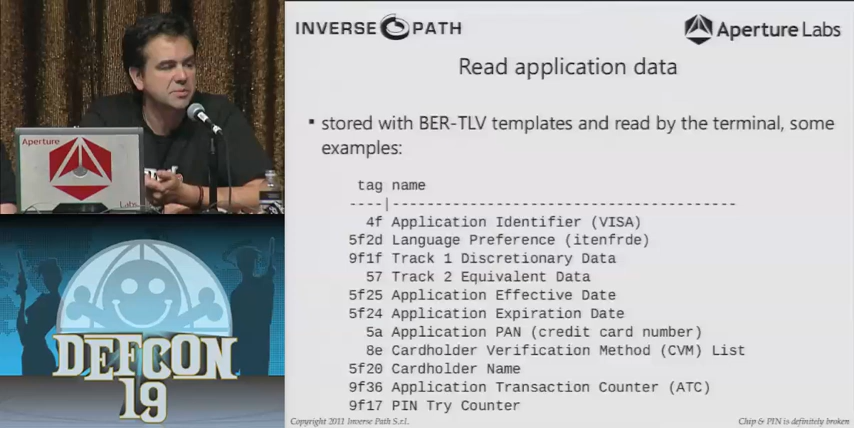 INVERSE PATH
Aperture Labs
Read application data
▪ stored with BER-TLV templates and read by the terminal, some
examples:
tag name
----|-----------------------------------------
4f Application Identifier (VISA)
5f2d Language Preference (itenfrde)
9f1f Track 1 Discretionary Data
57 Track 2 Equivalent Data
5f25 Application Effective Date
5f24 Application Expiration Date
5a Application PAN (credit card number)
8e Cardholder Verification Method (CVM) List
5f20 Cardholder Name
9f36 Application Transaction Counter (ATC)
9f17 PIN Try Counter
Copyright 2011 Inverse Path S.r.l.
Chip & PIN is definitely broken
Aperture
Labs
DEFCON
19